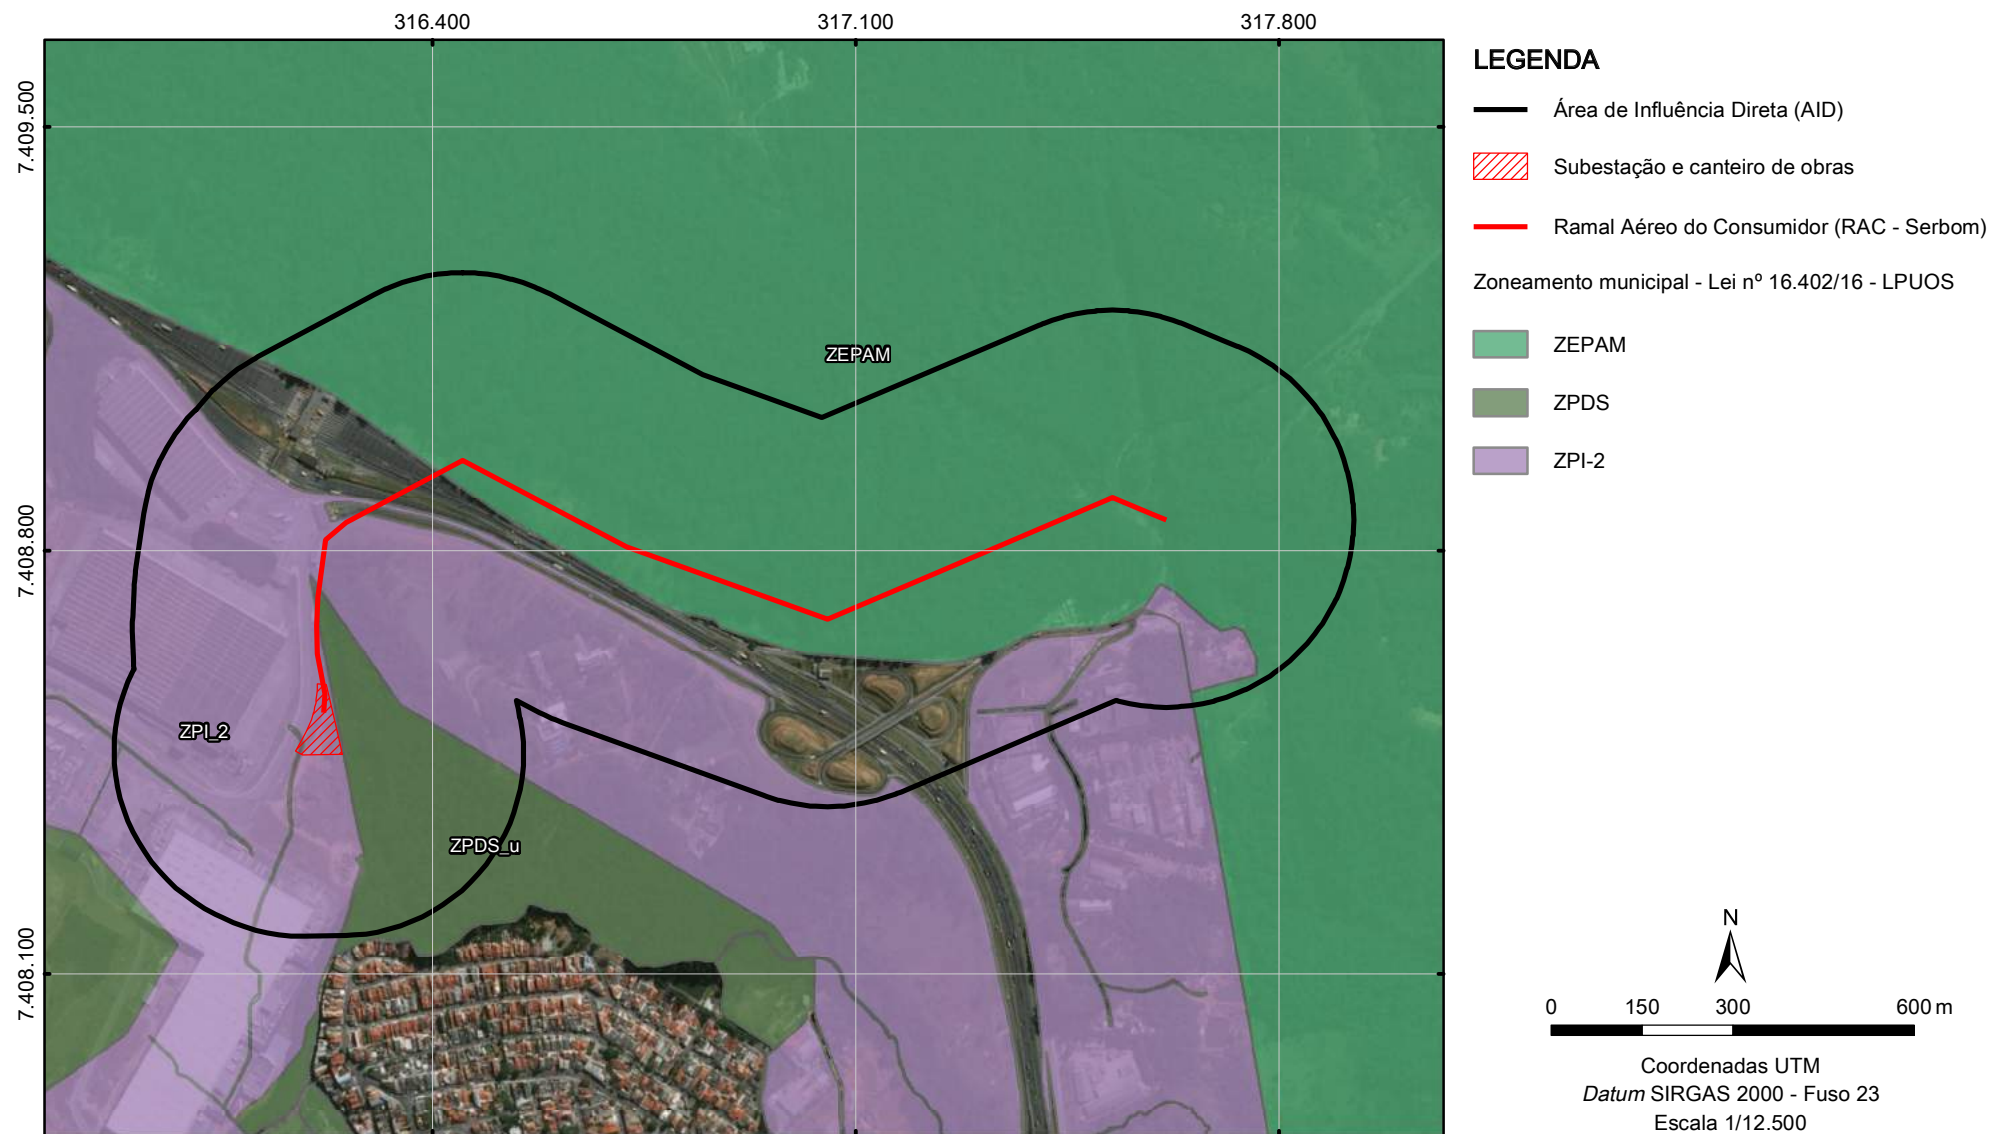 316.400
317.100
317.800
7.409.500
7.408.800
7.408.100
ZEPAM
ZPI_2
ZPDS_u
LEGENDA
Área de Influência Direta (AID)
Subestação e canteiro de obras
Ramal Aéreo do Consumidor (RAC - Serbom)
Zoneamento municipal - Lei nº 16.402/16 - LPUOS
ZEPAM
ZPDS
ZPI-2
N
0 150 300 600 m
Coordenadas UTM
Datum SIRGAS 2000 - Fuso 23
Escala 1/12.500